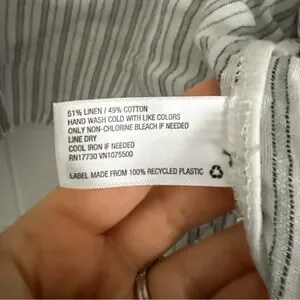 51% LINEN / 49% COTTON
HAND WASH COLD WITH LIKE COLORS
ONLY NON-CHLORINE BLEACH IF NEEDED
LINE DRY
COOL IRON IF NEEDED
RN17730 VN1075500
LABEL MADE FROM 100% RECYCLED PLASTIC